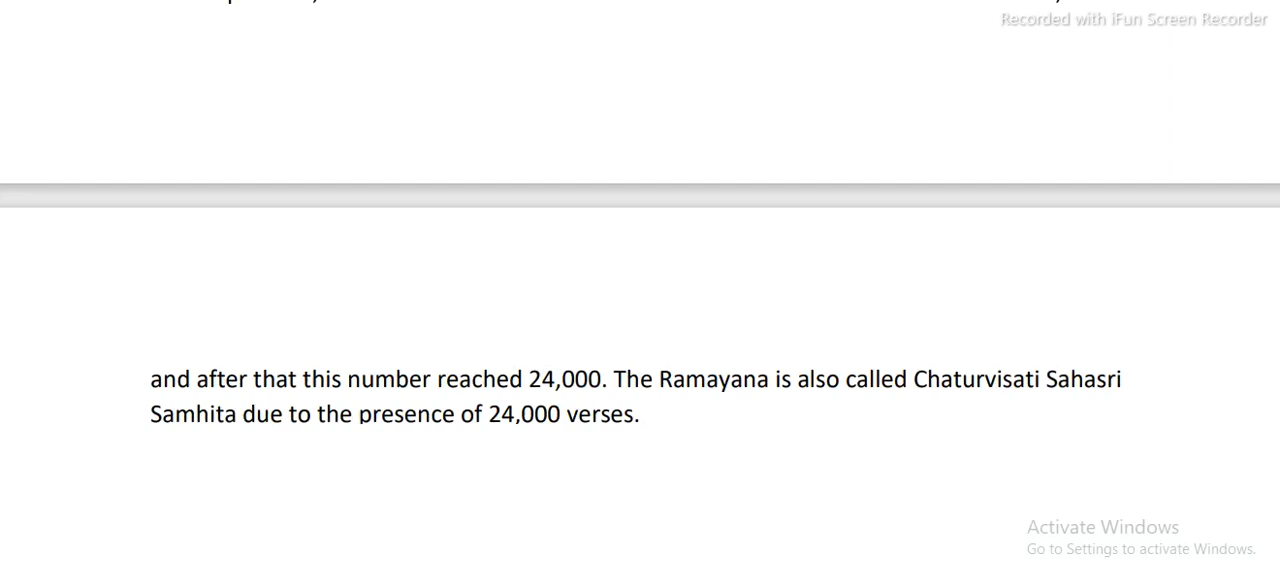 Recorded with iFun Screen Recorder
and after that this number reached 24,000. The Ramayana is also called Chaturvisati Sahasri
Samhita due to the presence of 24,000 verses.
Activate Windows
Go to Settings to activate Windows.